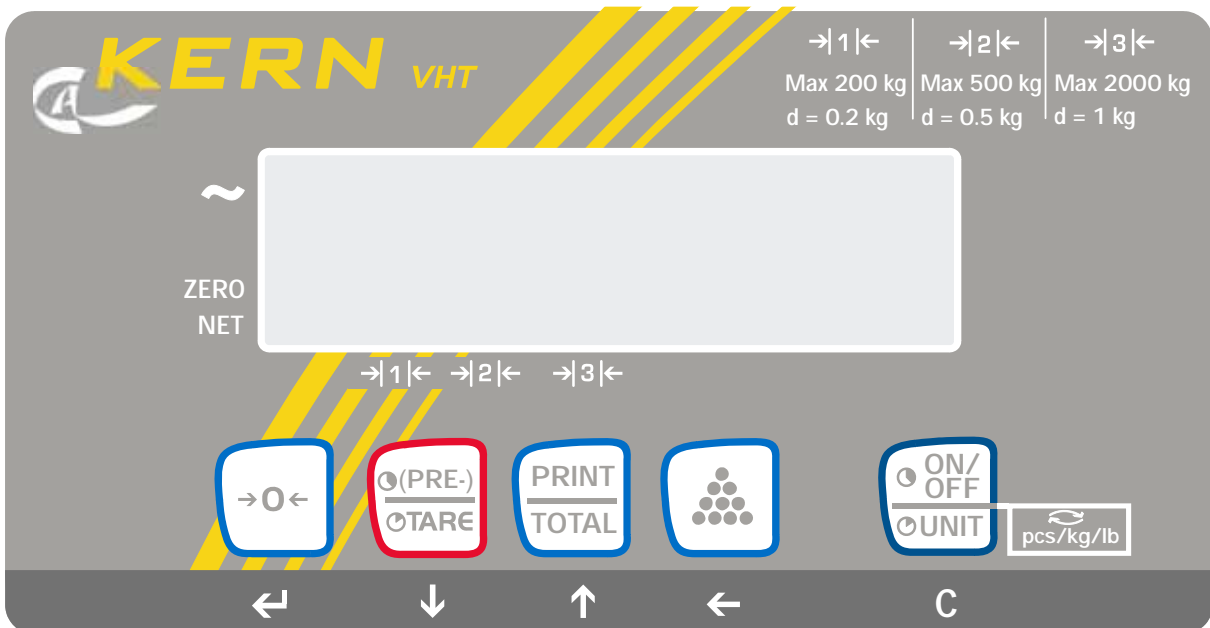 KERN VHT
A
→|1|← →|2|← →|3|←
Max 200 kg Max 500 kg Max 2000 kg
d = 0.2 kg d = 0.5 kg d = 1 kg
~
ZERO
NET
→|1|← →|2|← →|3|←
→0←
(PRE-)
TARE
PRINT
TOTAL
ON/
OFF
UNIT
pcs/kg/lb
↵ ↓ ↑ ← C